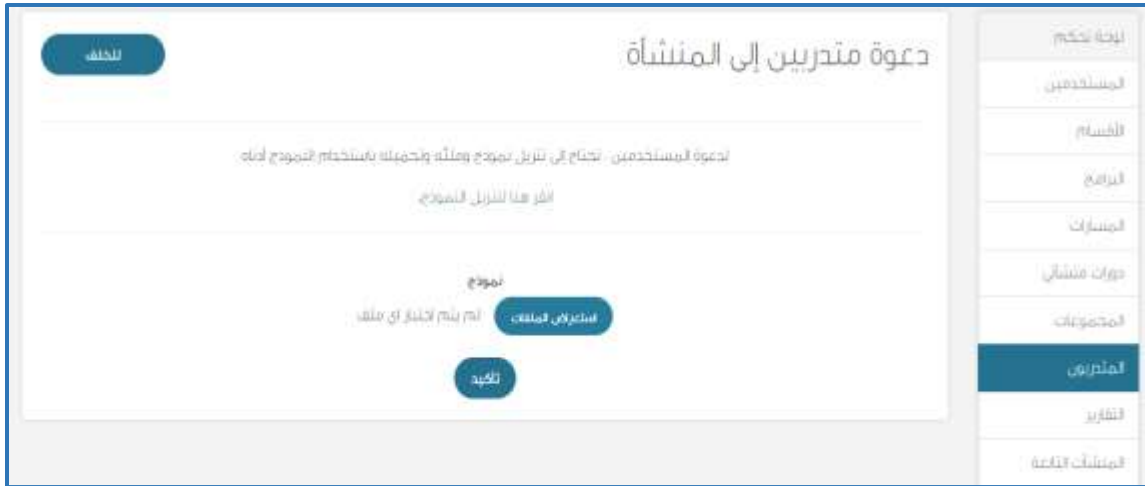 دعوة متدربين إلى المنشأة
للخلف
لدعوة المستخدمين ، تحتاج إلى تنزيل نموذج وملئه وتحميله باستخدام النموذج أدناه
انقر هنا لتنزيل النموذج.
نموذج
استعراض الملفات
لم يتم اختيار اي ملف
تأكيد
لوحة تحكم
المستخدمين
الأقسام
البرامج
المسارات
دورات منشأتي
المجموعات
المتدربون
التقارير
المنشآت التابعة